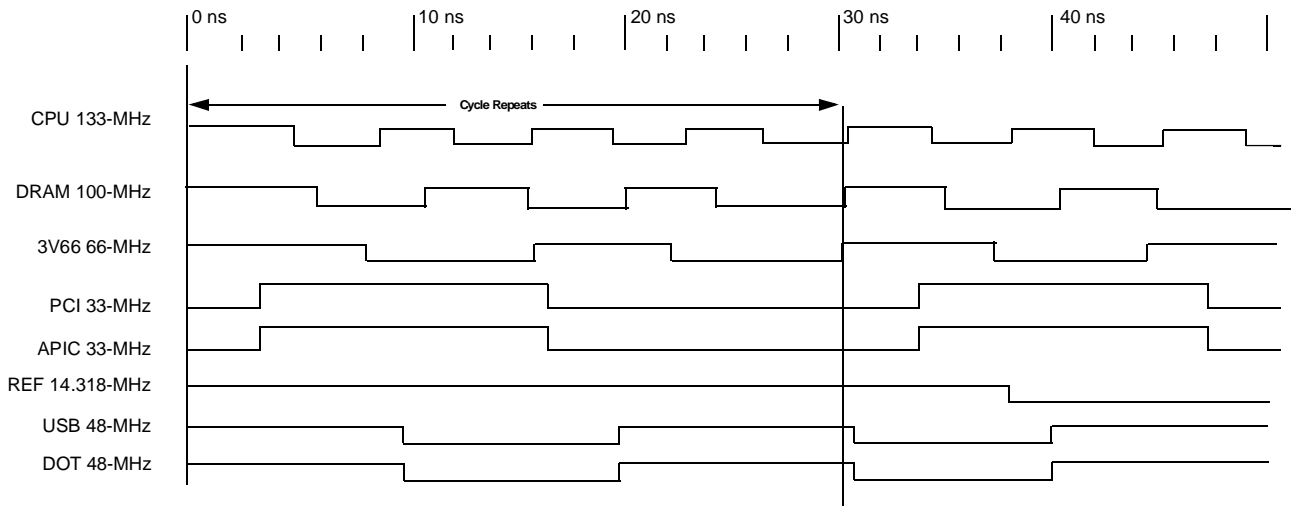 0 ns 10 ns 20 ns 30 ns 40 ns
Cycle Repeats
CPU 133-MHz
DRAM 100-MHz
3V66 66-MHz
PCI 33-MHz
APIC 33-MHz
REF 14.318-MHz
USB 48-MHz
DOT 48-MHz